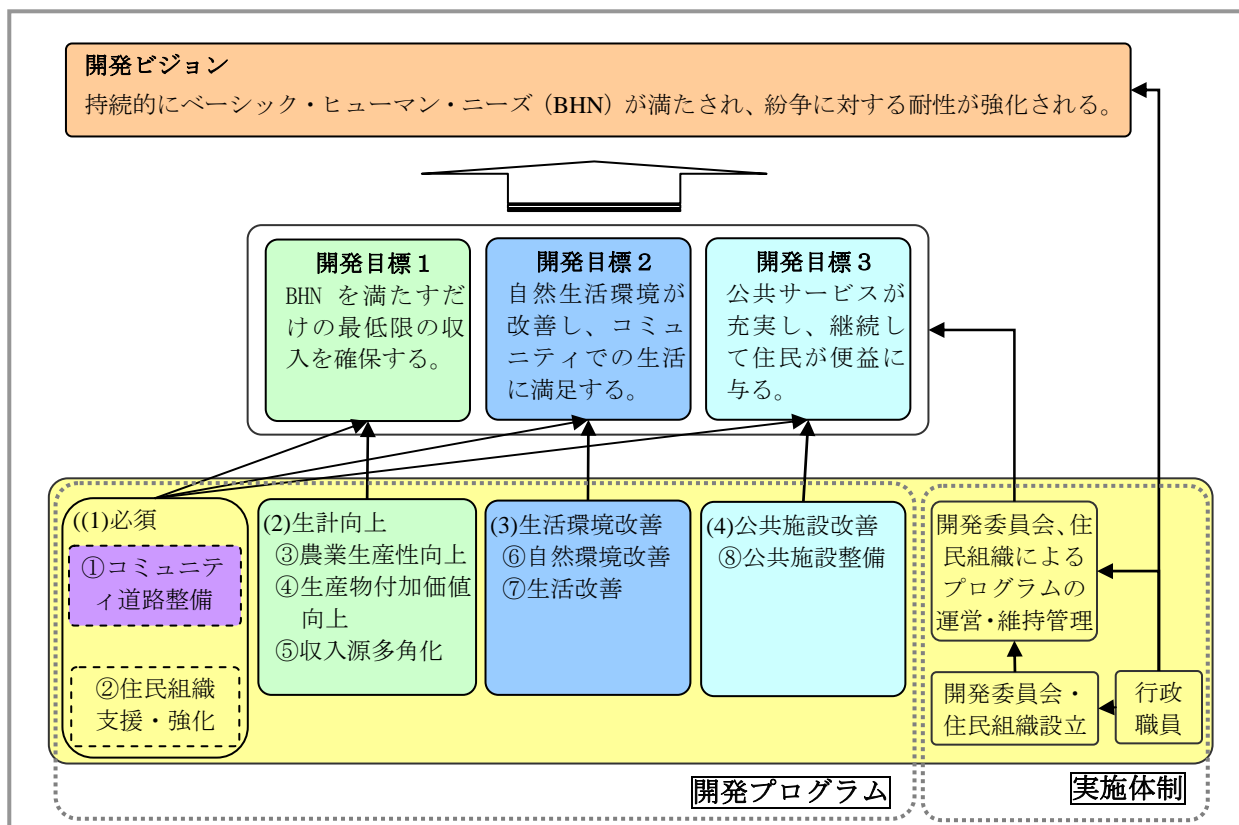 開発ビジョン
持続的にベーシック・ヒューマン・ニーズ（BHN）が満たされ、紛争に対する耐性が強化される。
開発目標１
BHN を満たすだ
けの最低限の収
入を確保する。
開発目標２
自然生活環境が
改善し、コミュ
ニティでの生活
に満足する。
開発目標３
公共サービスが
充実し、継続し
て住民が便益に
与る。
((1)必須
①コミュニテ
ィ道路整備
②住民組織
支援・強化
(2)生計向上
③農業生産性向上
④生産物付加価値
向上
⑤収入源多角化
(3)生活環境改善
⑥自然環境改善
⑦生活改善
(4)公共施設改善
⑧公共施設整備
開発委員会、住
民組織による
プログラムの
運営・維持管理
開発委員会・
住民組織設立
行政
職員
開発プログラム
実施体制